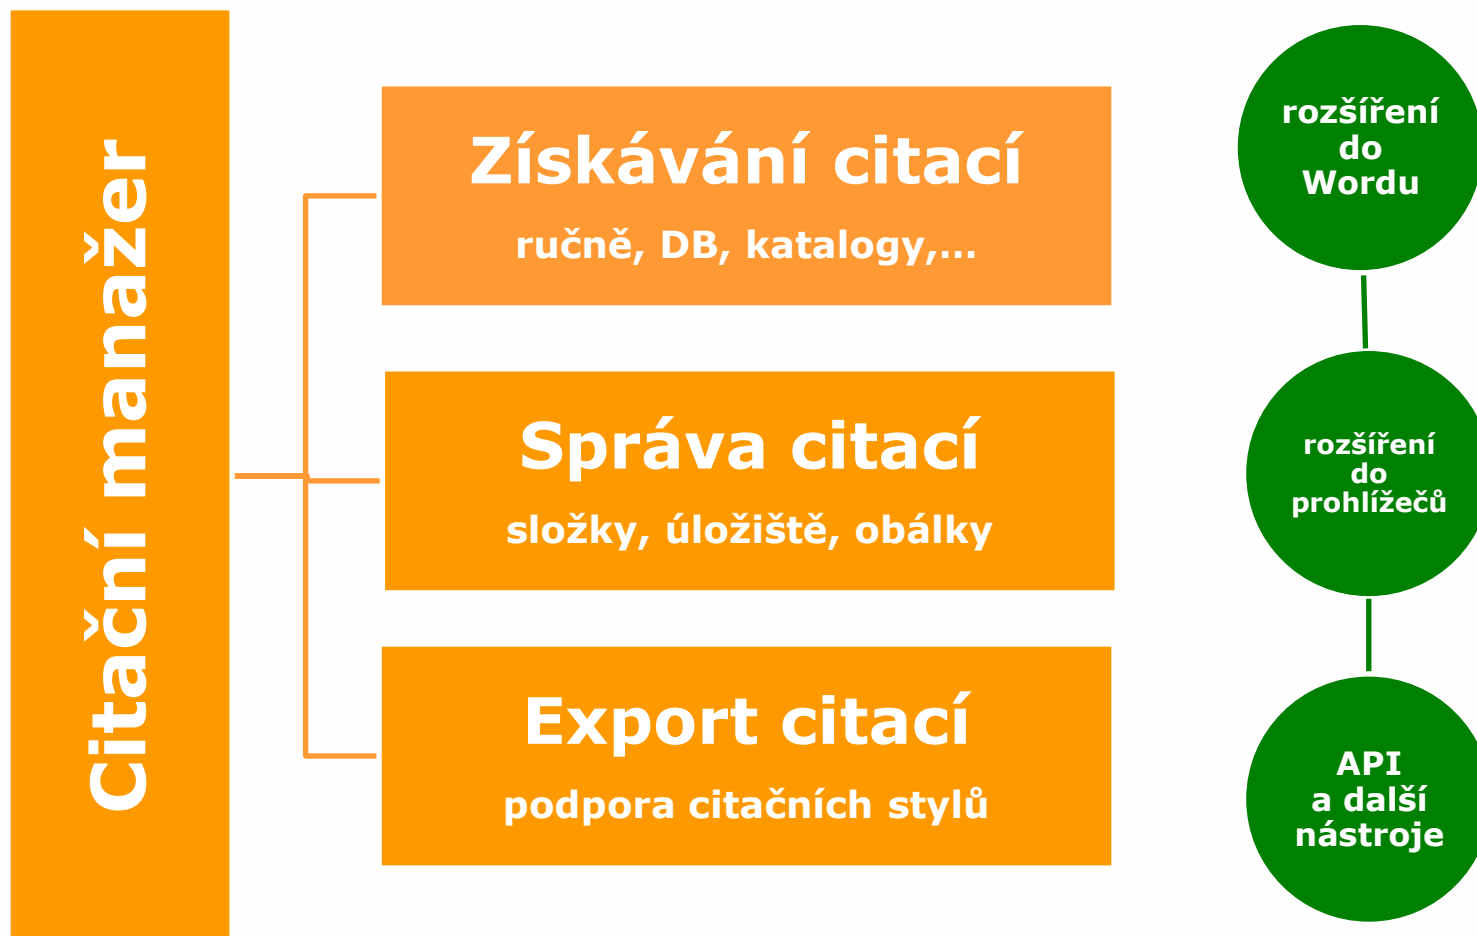 Citační manažer
Získávání citací
ručně, DB, katalogy,...
Správa citací
složky, úložiště, obálky
Export citací
podpora citačních stylů
rozšíření
do
Wordu
rozšíření
do
prohlížečů
API
a další
nástroje